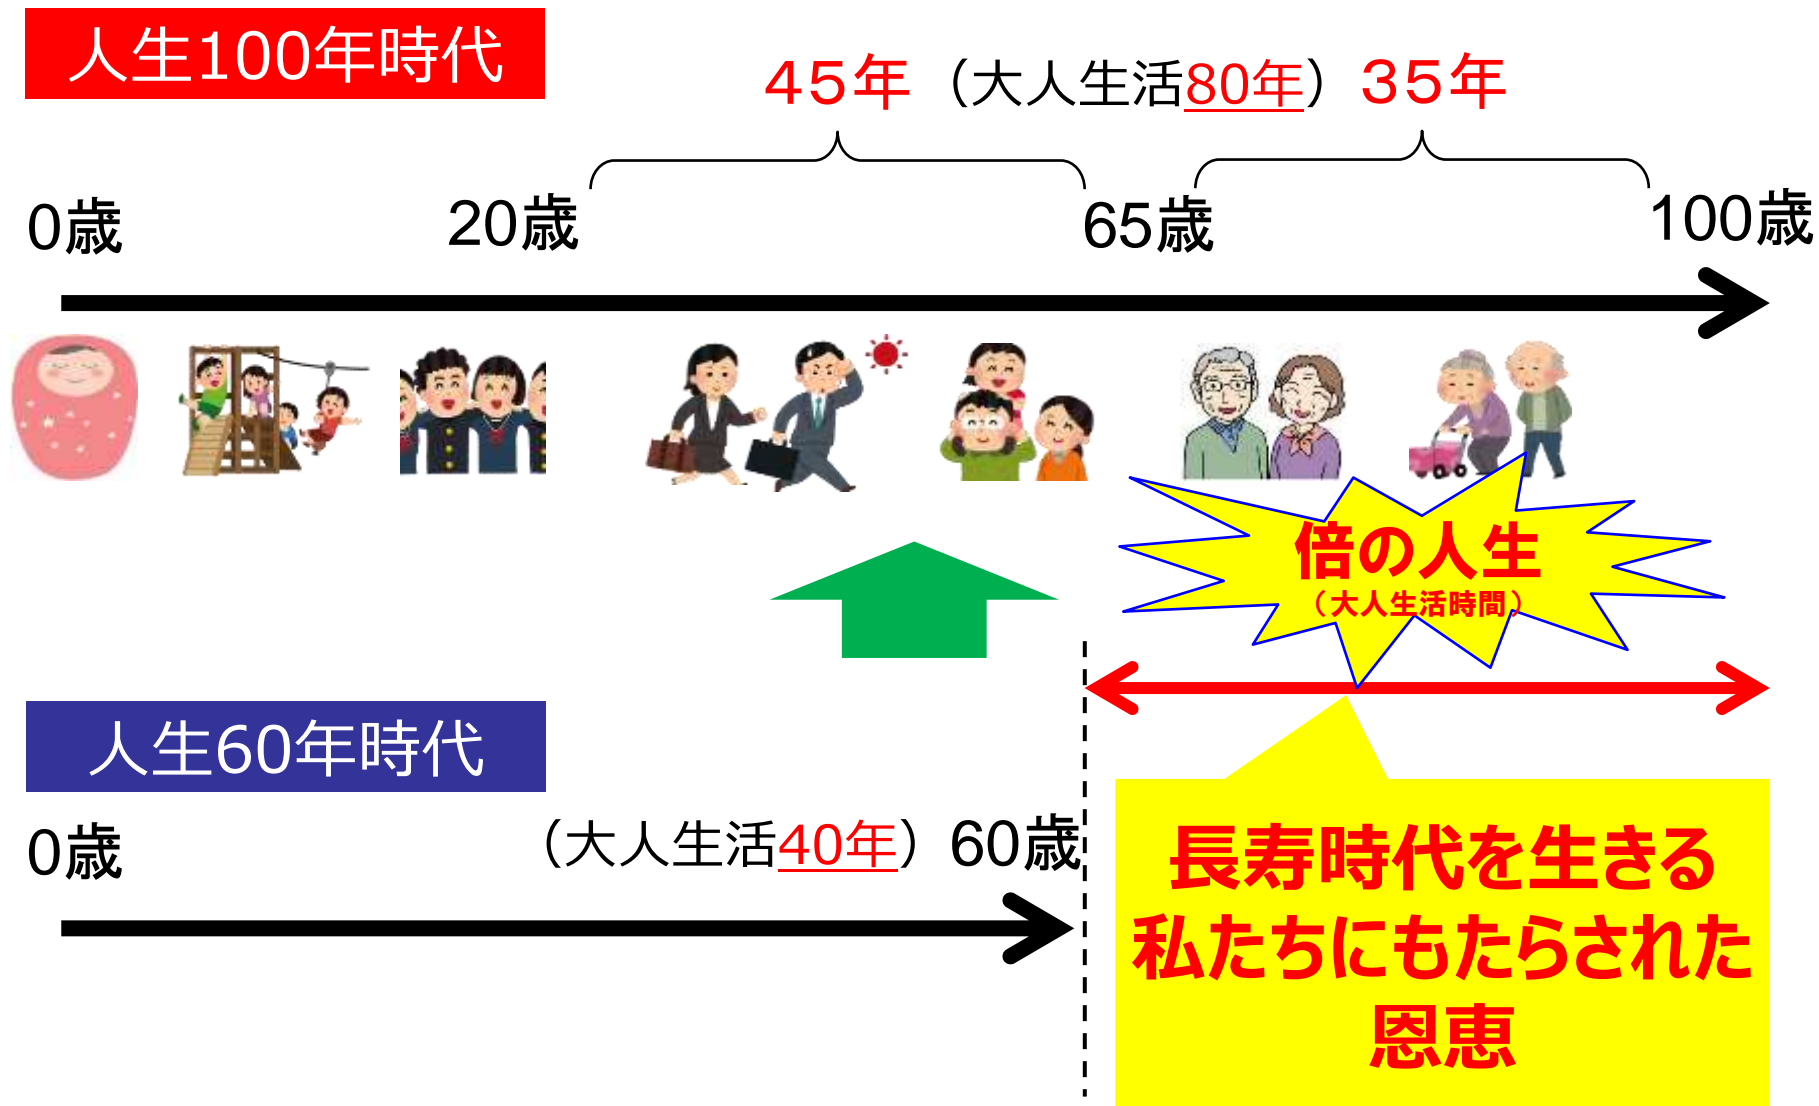 人生100年時代
45年（大人生活80年）35年
0歳
20歳
65歳
100歳
倍の人生
（大人生活時間）
人生60年時代
0歳
（大人生活40年）60歳
長寿時代を生きる
私たちにもたらされた
恩恵